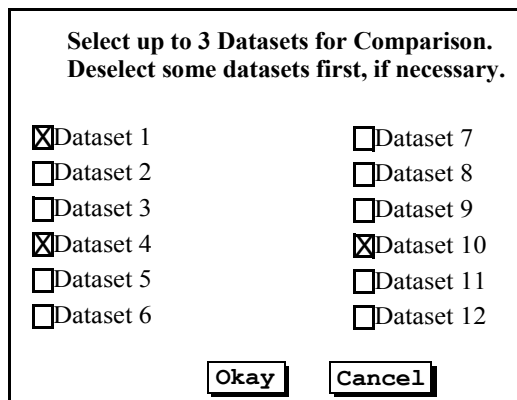 Select up to 3 Datasets for Comparison.
Deselect some datasets first, if necessary.
Dataset 1
Dataset 2
Dataset 3
Dataset 4
Dataset 5
Dataset 6
Dataset 7
Dataset 8
Dataset 9
Dataset 10
Dataset 11
Dataset 12
Okay
Cancel